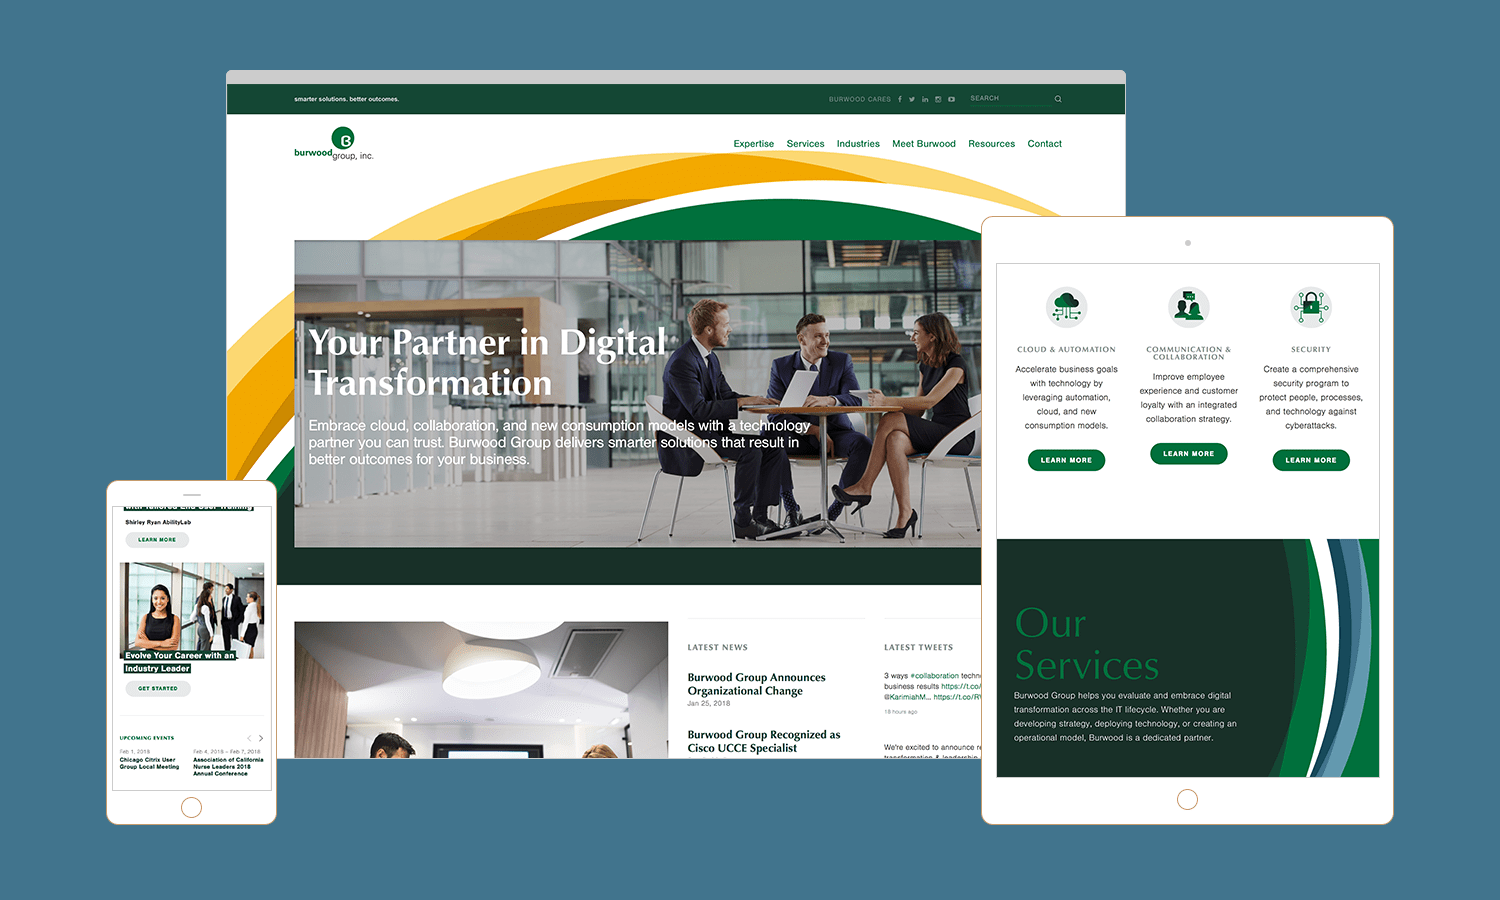 smarter solutions. better outcomes.
BURWOOD CARES
SEARCH
B
burwoodgroup, inc.
Expertise Services Industries Meet Burwood Resources Contact
Your Partner in Digital
Transformation
Embrace cloud, collaboration, and new consumption models with a technology
partner you can trust. Burwood Group delivers smarter solutions that result in
better outcomes for your business.
LATEST NEWS
Burwood Group Announces
Organizational Change
Jan 25, 2018
Burwood Group Recognized as
Cisco UCCE Specialist
LATEST TWEETS
3 ways #collaboration techn
business results https://t.co/
@KarimiahM... https://t.co/R
18 hours ago
We're excited to announce re
transformation & leadership
CLOUD & AUTOMATION
Accelerate business goals
with technology by
leveraging automation,
cloud, and new
consumption models.
LEARN MORE
COMMUNICATION &
COLLABORATION
Improve employee
experience and customer
loyalty with an integrated
collaboration strategy.
LEARN MORE
SECURITY
Create a comprehensive
security program to
protect people, processes,
and technology against
cyberattacks.
LEARN MORE
Our
Services
Burwood Group helps you evaluate and embrace digital
transformation across the IT lifecycle. Whether you are
developing strategy, deploying technology, or creating an
operational model, Burwood is a dedicated partner.
with Tailored End User Training
Shirley Ryan AbilityLab
LEARN MORE
Evolve Your Career with an
Industry Leader
GET STARTED
UPCOMING EVENTS
Feb 1, 2018
Chicago Citrix User
Group Local Meeting
Feb 4, 2018 – Feb 7, 2018
Association of California
Nurse Leaders 2018
Annual Conference